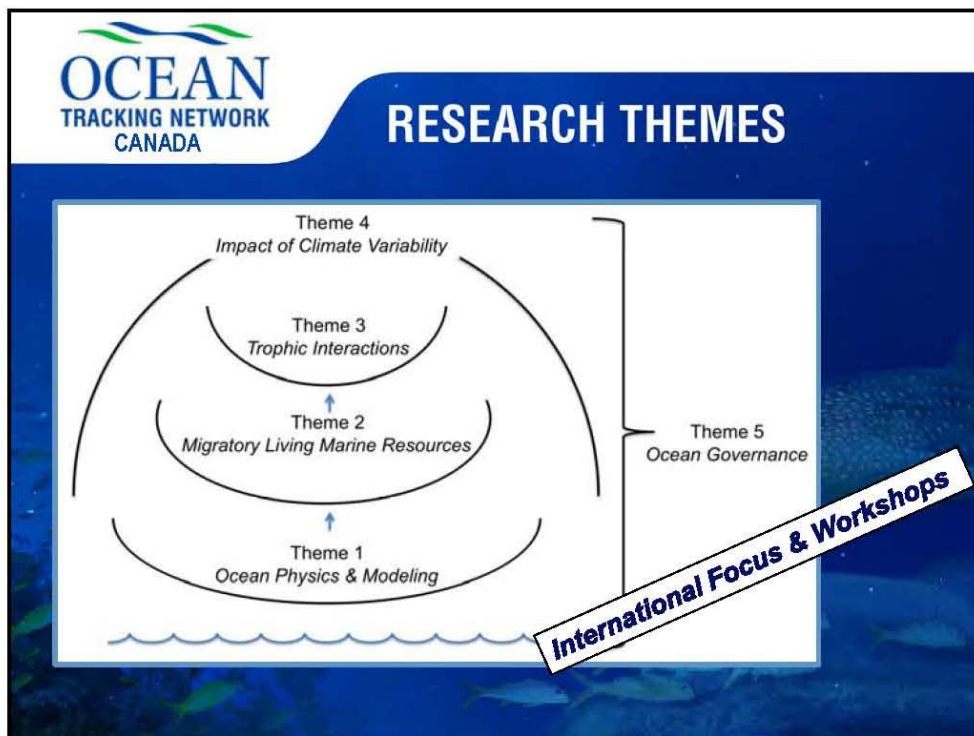 OCEAN
TRACKING NETWORK
CANADA
RESEARCH THEMES
Theme 4
Impact of Climate Variability
Theme 3
Trophic Interactions
Theme 2
Migratory Living Marine Resources
Theme 1
Ocean Physics & Modeling
Theme 5
Ocean Governance
International Focus & Workshops